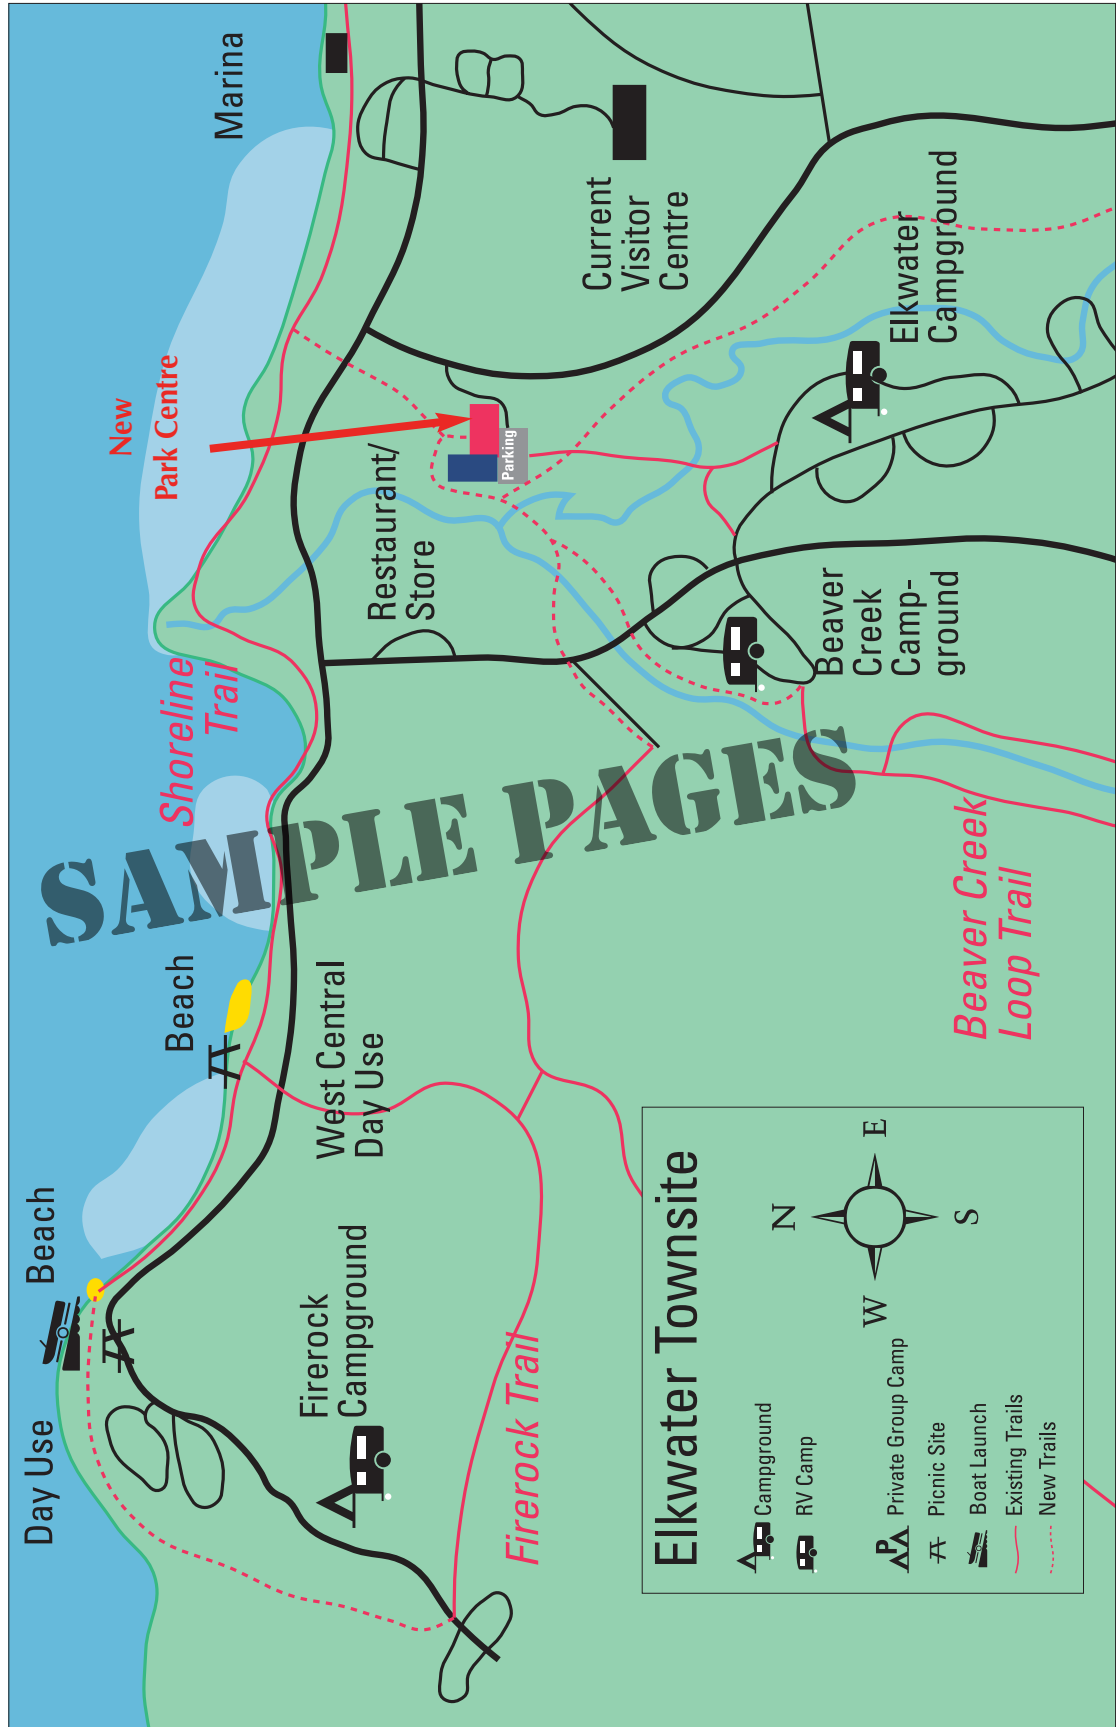 Day Use
Beach
Beach
Marina
New
Park Centre
Shoreline
Trail
SAMPLE PAGES
Restaurant/
Store
Parking
Current
Visitor
Centre
Elkwater
Campground
Beaver
Creek
Camp-
ground
West Central
Day Use
Firerock
Campground
Firerock Trail
Beaver Creek
Loop Trail
Elkwater Townsite
Campground
RV Camp
P
Private Group Camp
Picnic Site
Boat Launch
Existing Trails
New Trails
N
W
E
S